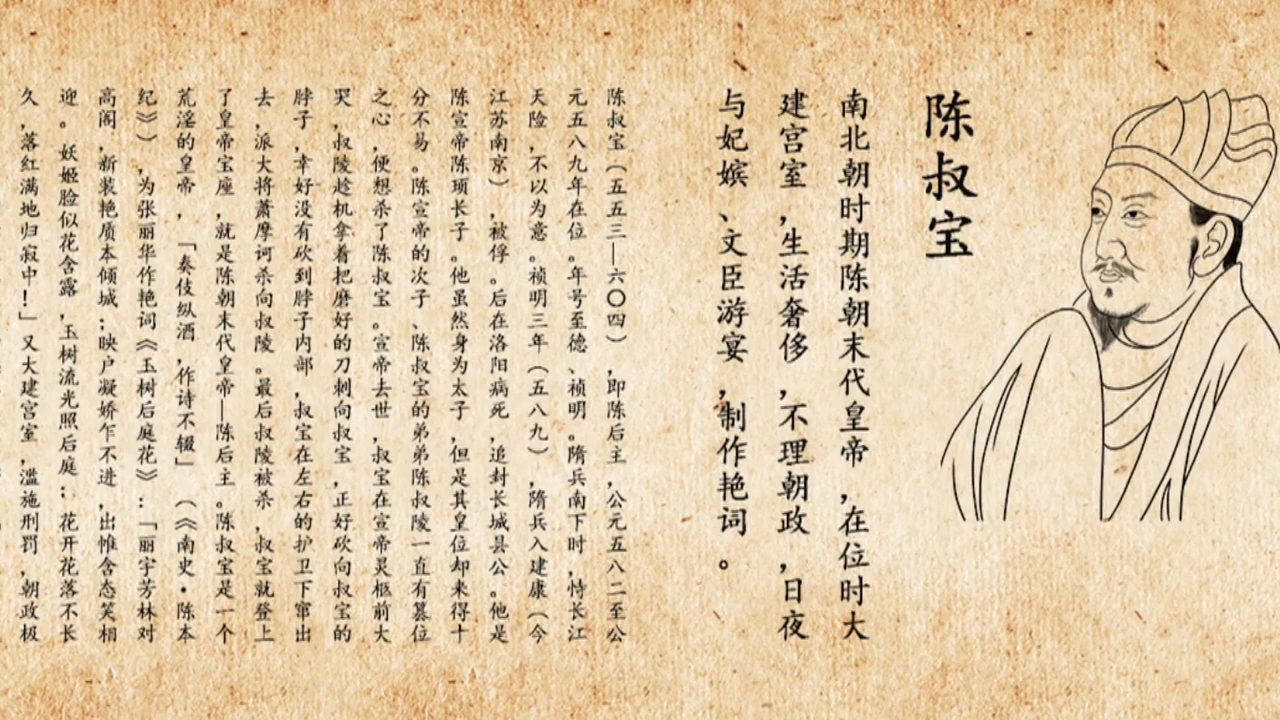 陈叔宝
南北朝时期陈朝末代皇帝,在位时大
建宫室,生活奢侈,不理朝政,日夜
与妃嫔、文臣游宴,制作艳词。
陈叔宝(五五三—六〇四),即陈后主,公元五八二至公
元五八九年在位。年号至德、祯明。隋兵南下时,恃长江
天险,不以为意。祯明三年(五八九),隋兵入建康(今
江苏南京),被俘。后在洛阳病死,追封长城县公。他是
陈宣帝陈顼长子。他虽然身为太子,但是其皇位却来得十
分不易。陈宣帝的次子、陈叔宝的弟弟陈叔陵一直有篡位
之心,便想杀了陈叔宝。宣帝去世,叔宝在宣帝灵柩前大
哭,叔陵趁机拿着把磨好的刀刺向叔宝,正好砍向叔宝的
脖子,幸好没有砍到脖子内部,叔宝在左右的护卫下窜出
去,派大将萧摩诃杀向叔陵。最后叔陵被杀,叔宝就登上
了皇帝宝座,就是陈朝末代皇帝—陈后主。陈叔宝是一个
荒淫的皇帝,「奏伎纵酒,作诗不辍」(《南史·陈本
纪》),为张丽华作艳词《玉树后庭花》:「丽宇芳林对
高阁,新装艳质本倾城;映户凝娇乍不进,出帷含态笑相
迎。妖姬脸似花含露,玉树流光照后庭;花开花落不长
久,落红满地归寂中!」又大建宫室,滥施刑罚,朝政极